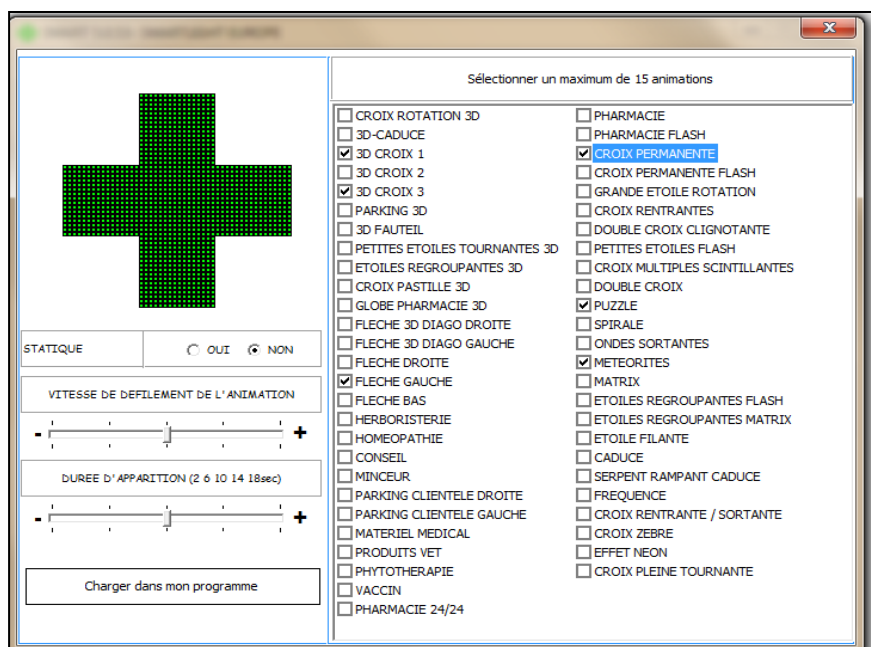 Sélectionner un maximum de 15 animations
STATIQUE
OUI
NON
VITESSE DE DEFILEMENT DE L'ANIMATION
- +
DUREE D'APPARITION (2 6 10 14 18sec)
- +
Charger dans mon programme
CROIX ROTATION 3D
3D-CADUCE
3D CROIX 1
3D CROIX 2
3D CROIX 3
PARKING 3D
3D FAUTEIL
PETITES ETOILES TOURNANTES 3D
ETOILES REGROUPANTES 3D
CROIX PASTILLE 3D
GLOBE PHARMACIE 3D
FLECHE 3D DIAGO DROITE
FLECHE 3D DIAGO GAUCHE
FLECHE DROITE
FLECHE GAUCHE
FLECHE BAS
HERBORISTERIE
HOMEOPATHIE
CONSEIL
MINCEUR
PARKING CLIENTELE DROITE
PARKING CLIENTELE GAUCHE
MATERIEL MEDICAL
PRODUITS VET
PHYTOTHERAPIE
VACCIN
PHARMACIE 24/24
PHARMACIE
PHARMACIE FLASH
CROIX PERMANENTE
CROIX PERMANENTE FLASH
GRANDE ETOILE ROTATION
CROIX RENTRANTES
DOUBLE CROIX CLIGNOTANTE
PETITES ETOILES FLASH
CROIX MULTIPLES SCINTILLANTES
DOUBLE CROIX
PUZZLE
SPIRALE
ONDES SORTANTES
METEORITES
MATRIX
ETOILES REGROUPANTES FLASH
ETOILES REGROUPANTES MATRIX
ETOILE FILANTE
CADUCE
SERPENT RAMPANT CADUCE
FREQUENCE
CROIX RENTRANTE / SORTANTE
CROIX ZEBRE
EFFET NEON
CROIX PLEINE TOURNANTE